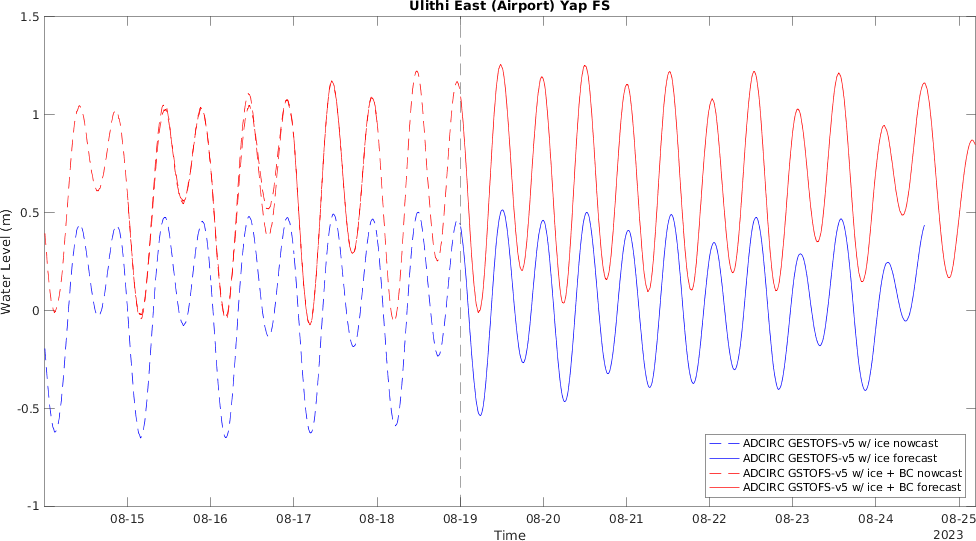 Ulithi East (Airport) Yap FS
1.5
1
0.5
0
-0.5
-1
Water Level (m)
08-15
08-16
08-17
08-18
08-19
08-20
08-21
08-22
08-23
08-24
08-25
2023
Time
ADCIRC GESTOFS-v5 w/ ice nowcast
ADCIRC GESTOFS-v5 w/ ice forecast
ADCIRC GSTOFS-v5 w/ ice + BC nowcast
ADCIRC GSTOFS-v5 w/ ice + BC forecast